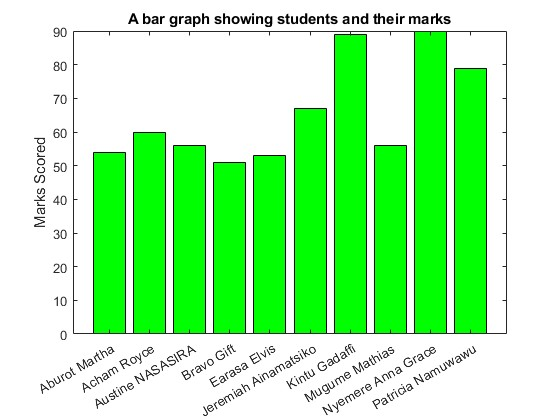 A bar graph showing students and their marks
90
80
70
60
50
40
30
20
10
0
Marks Scored
Aburot Martha
Acham Royce
Austine NASASIRA
Bravo Gift
Earasa Elvis
Jeremiah Ainamatsiko
Kintu Gadaffi
Mugume Mathias
Nyemere Anna Grace
Patricia Namuwawu